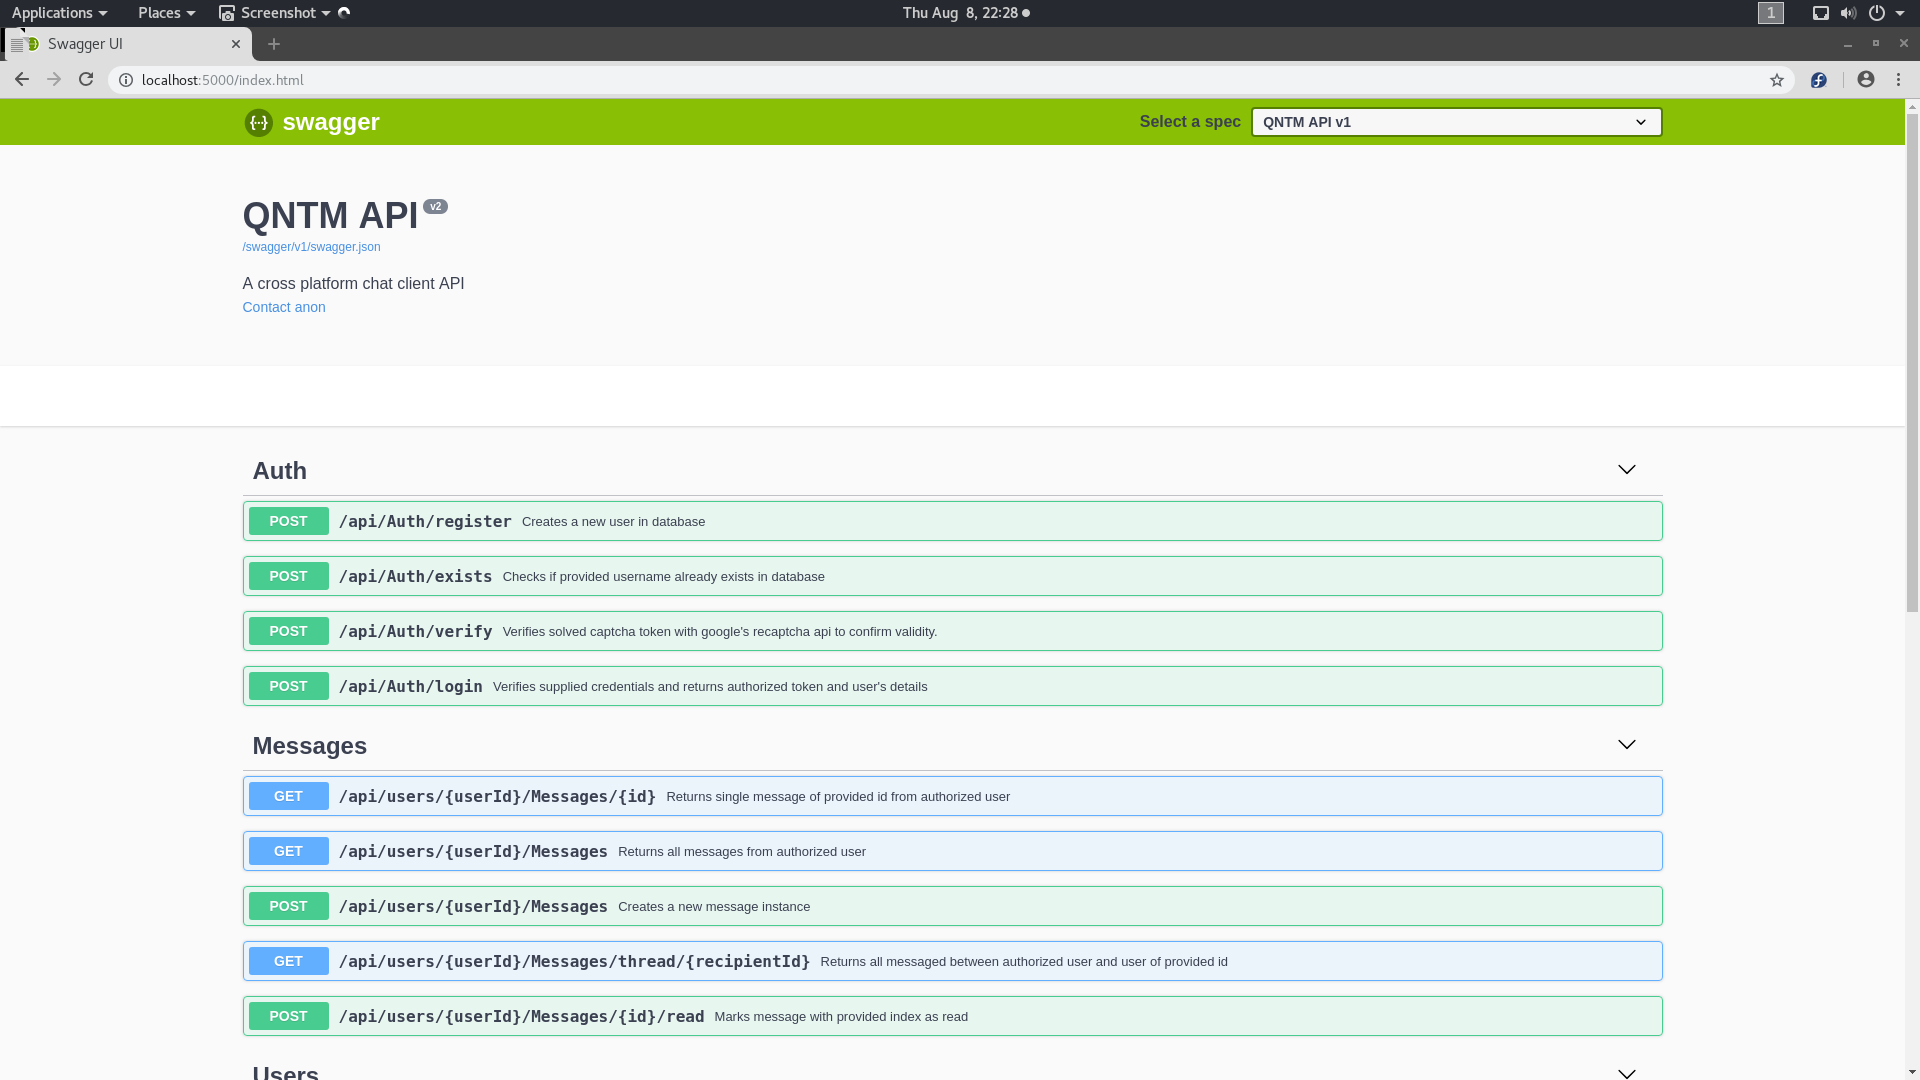 Applications Places Screenshot Thu Aug 8, 22:28 1
Swagger UI
localhost:5000/index.html
swagger Select a spec QNTM API v1
QNTM API v2
/swagger/v1/swagger.json
A cross platform chat client API
Contact anon
Auth
POST /api/Auth/register Creates a new user in database
POST /api/Auth/exists Checks if provided username already exists in database
POST /api/Auth/verify Verifies solved captcha token with google's recaptcha api to confirm validity.
POST /api/Auth/login Verifies supplied credentials and returns authorized token and user's details
Messages
GET /api/users/{userId}/Messages/{id} Returns single message of provided id from authorized user
GET /api/users/{userId}/Messages Returns all messages from authorized user
POST /api/users/{userId}/Messages Creates a new message instance
GET /api/users/{userId}/Messages/thread/{recipientId} Returns all messaged between authorized user and user of provided id
POST /api/users/{userId}/Messages/{id}/read Marks message with provided index as read
Users